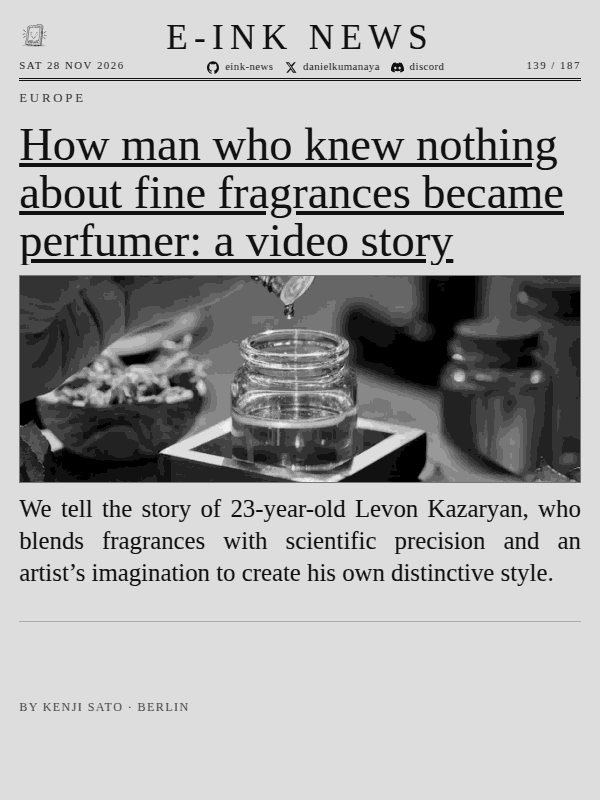 E-INK NEWS
SAT 28 NOV 2026 eink-news danielkumanaya discord 139 / 187
EUROPE
How man who knew nothing
about fine fragrances became
perfumer: a video story
We tell the story of 23-year-old Levon Kazaryan, who
blends fragrances with scientific precision and an
artist’s imagination to create his own distinctive style.
BY KENJI SATO · BERLIN